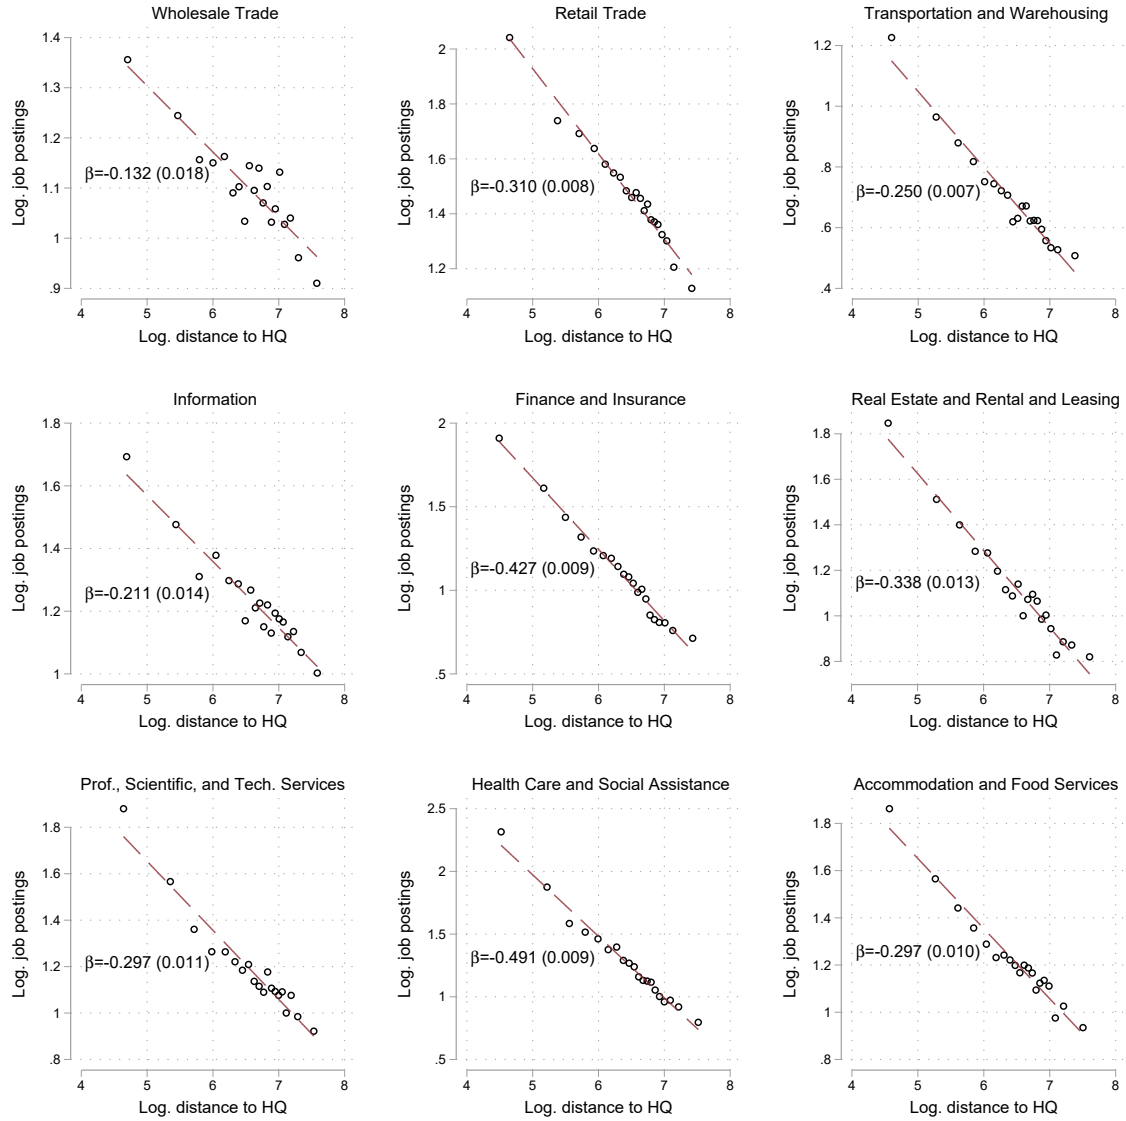 Wholesale Trade
1.4
1.3
1.2
1.1
1
.9
Log. job postings
β=-0.132 (0.018)
4 5 6 7 8
Log. distance to HQ
Retail Trade
2
1.8
1.6
1.4
1.2
Log. job postings
β=-0.310 (0.008)
4 5 6 7 8
Log. distance to HQ
Transportation and Warehousing
1.2
1
.8
.6
.4
Log. job postings
β=-0.250 (0.007)
4 5 6 7 8
Log. distance to HQ
Information
1.8
1.6
1.4
1.2
1
Log. job postings
β=-0.211 (0.014)
4 5 6 7 8
Log. distance to HQ
Finance and Insurance
2
1.5
1
.5
Log. job postings
β=-0.427 (0.009)
4 5 6 7 8
Log. distance to HQ
Real Estate and Rental and Leasing
1.8
1.6
1.4
1.2
1
.8
Log. job postings
β=-0.338 (0.013)
4 5 6 7 8
Log. distance to HQ
Prof., Scientific, and Tech. Services
1.8
1.6
1.4
1.2
1
.8
Log. job postings
β=-0.297 (0.011)
4 5 6 7 8
Log. distance to HQ
Health Care and Social Assistance
2.5
2
1.5
1
.5
Log. job postings
β=-0.491 (0.009)
4 5 6 7 8
Log. distance to HQ
Accommodation and Food Services
1.8
1.6
1.4
1.2
1
.8
Log. job postings
β=-0.297 (0.010)
4 5 6 7 8
Log. distance to HQ